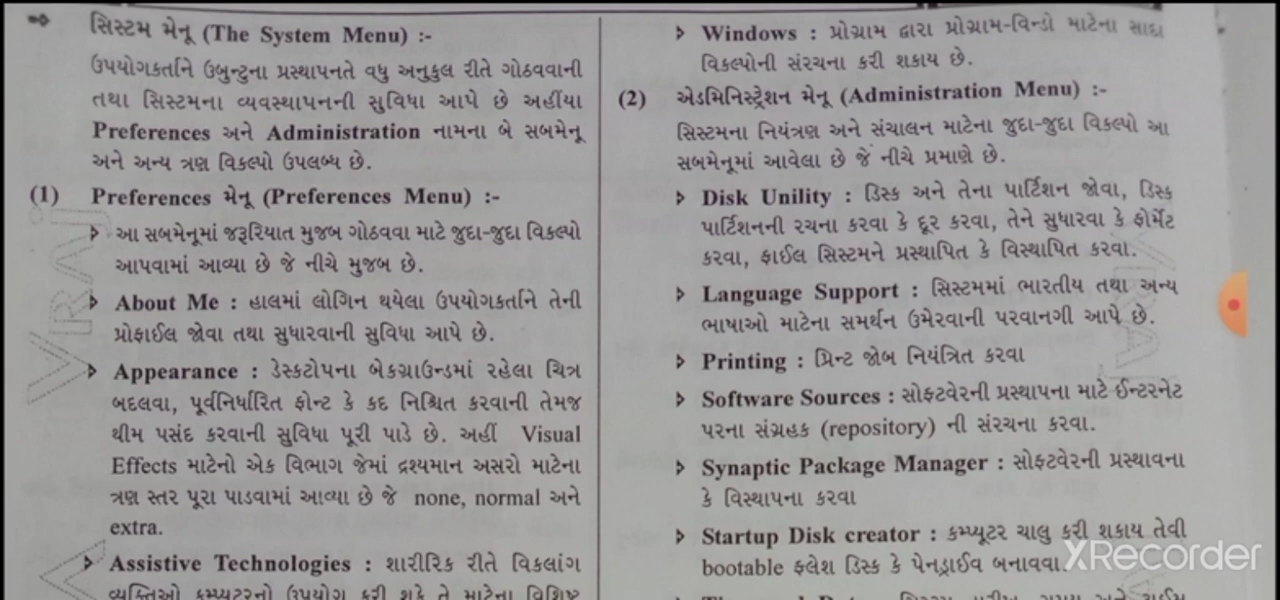 ⇒ સિસ્ટમ મેનૂ (The System Menu) :-
ઉપયોગકર્તાને ઉબુન્ટુના પ્રસ્થાપનતે વધુ અનુકુલ રીતે ગોઠવવાની
તથા સિસ્ટમના વ્યવસ્થાપનની સુવિધા આપે છે અહીંયા
Preferences અને Administration નામના બે સબમેનૂ
અને અન્ય ત્રણ વિકલ્પો ઉપલબ્ધ છે.
(1) Preferences મેનૂ (Preferences Menu) :-
આ સબમેનૂમાં જરૂરિયાત મુજબ ગોઠવવા માટે જુદા-જુદા વિકલ્પો
આપવામાં આવ્યા છે જે નીચે મુજબ છે.
About Me : હાલમાં લોગિન થયેલા ઉપયોગકર્તાને તેની
પ્રોફાઈલ જોવા તથા સુધારવાની સુવિધા આપે છે.
Appearance : ડેસ્કટોપના બેકગ્રાઉન્ડમાં રહેલા ચિત્ર
બદલવા, પૂર્વનિર્ધારિત ફોન્ટ કે કદ નિશ્ચિત કરવાની તેમજ
થીમ પસંદ કરવાની સુવિધા પૂરી પાડે છે. અહીં Visual
Effects માટેનો એક વિભાગ જેમાં દ્રશ્યમાન અસરો માટેના
ત્રણ સ્તર પૂરા પાડવામાં આવ્યા છે જે none, normal અને
extra.
Assistive Technologies : શારીરિક રીતે વિકલાંગ
વ્યક્તિઓ કમ્પ્યુટરનો ઉપયોગ કરી શકે તે માટેના વિશિષ્ટ
Windows : પ્રોગ્રામ દ્વારા પ્રોગ્રામ-વિન્ડો માટેના સાદા
વિકલ્પોની સંરચના કરી શકાય છે.
(2) એડમિનિસ્ટ્રેશન મેનૂ (Administration Menu) :-
સિસ્ટમના નિયંત્રણ અને સંચાલન માટેના જુદા-જુદા વિકલ્પો આ
સબમેનૂમાં આવેલા છે જે નીચે પ્રમાણે છે.
Disk Unility : ડિસ્ક અને તેના પાર્ટિશન જોવા, ડિસ્ક
પાર્ટિશનની રચના કરવા કે દૂર કરવા, તેને સુધારવા કે ફોર્મેટ
કરવા, ફાઈલ સિસ્ટમને પ્રસ્થાપિત કે વિસ્થાપિત કરવા.
Language Support : સિસ્ટમમાં ભારતીય તથા અન્ય
ભાષાઓ માટેના સમર્થન ઉમેરવાની પરવાનગી આપે છે.
Printing : પ્રિન્ટ જોબ નિયંત્રિત કરવા
Software Sources : સોફ્ટવેરની પ્રસ્થાપના માટે ઈન્ટરનેટ
પરના સંગ્રહક (repository) ની સંરચના કરવા.
Synaptic Package Manager : સોફ્ટવેરની પ્રસ્થાવના
કે વિસ્થાપના કરવા
Startup Disk creator : કમ્પ્યૂટર ચાલુ કરી શકાય તેવી
bootable ફ્લેશ ડિસ્ક કે પેનડ્રાઈવ બનાવવા.
XRecorder
VIRAJ
VIRAJ